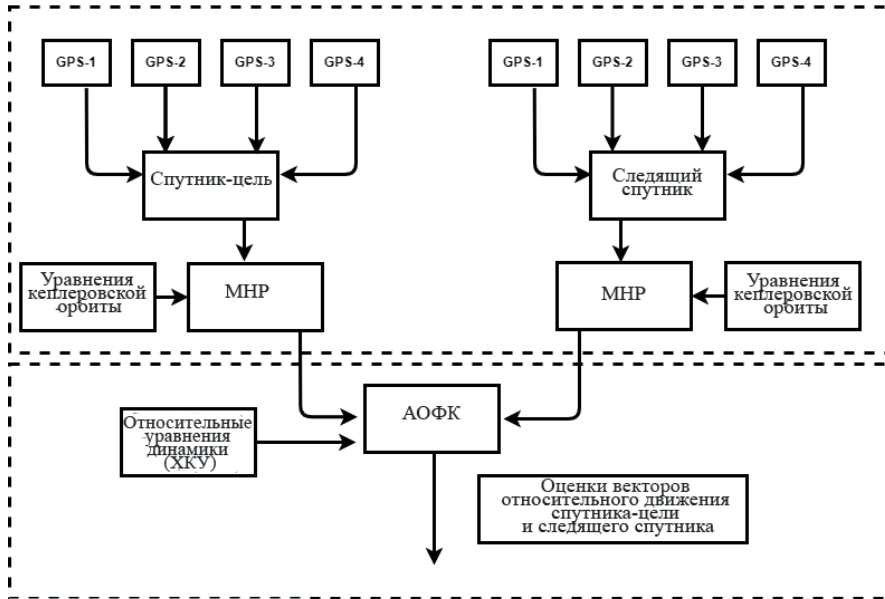 GPS-1
GPS-2
GPS-3
GPS-4
GPS-1
GPS-2
GPS-3
GPS-4
Спутник-цель
Следящий
спутник
Уравнения
кеплеровской
орбиты
МНР
МНР
Уравнения
кеплеровской
орбиты
АОФК
Относительные
уравнения
динамики
(ХКУ)
Оценки векторов
относительного движения
спутника-цели
и следящего спутника